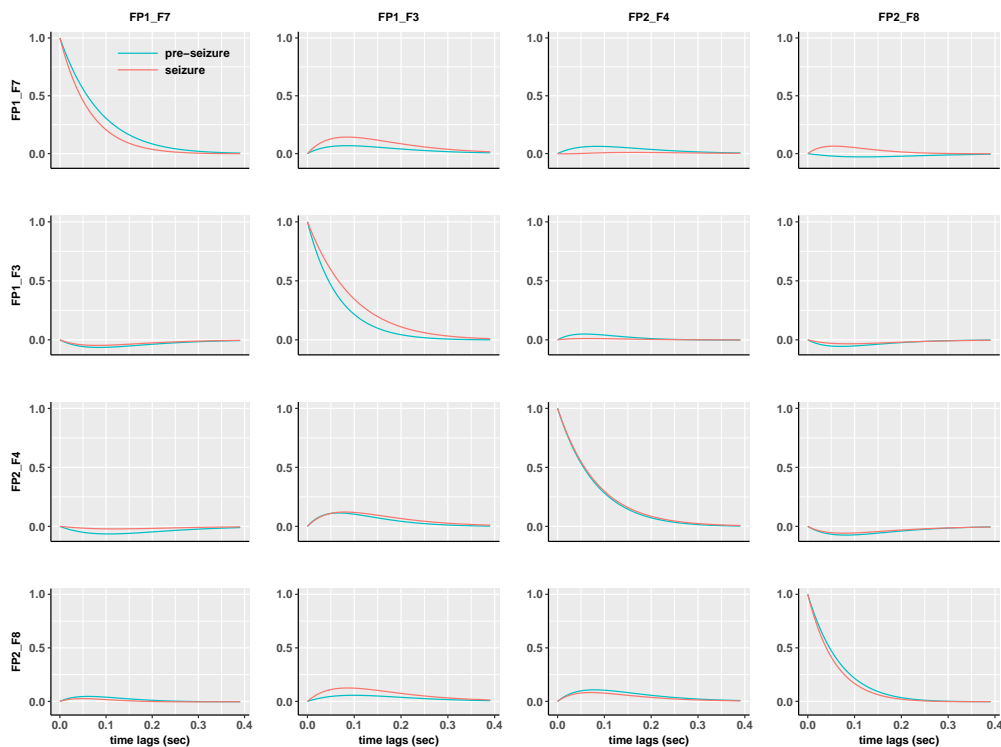 FP1_F7 FP1_F3 FP2_F4 FP2_F8
FP1_F7
1.0 1.0 1.0 1.0
pre−seizure
seizure
0.5 0.5 0.5 0.5
0.0 0.0 0.0 0.0
FP1_F3
1.0 1.0 1.0 1.0
0.5 0.5 0.5 0.5
0.0 0.0 0.0 0.0
FP2_F4
1.0 1.0 1.0 1.0
0.5 0.5 0.5 0.5
0.0 0.0 0.0 0.0
FP2_F8
1.0 1.0 1.0 1.0
0.5 0.5 0.5 0.5
0.0 0.0 0.0 0.0
0.0 0.1 0.2 0.3 0.4 0.0 0.1 0.2 0.3 0.4 0.0 0.1 0.2 0.3 0.4 0.0 0.1 0.2 0.3 0.4
time lags (sec) time lags (sec) time lags (sec) time lags (sec)